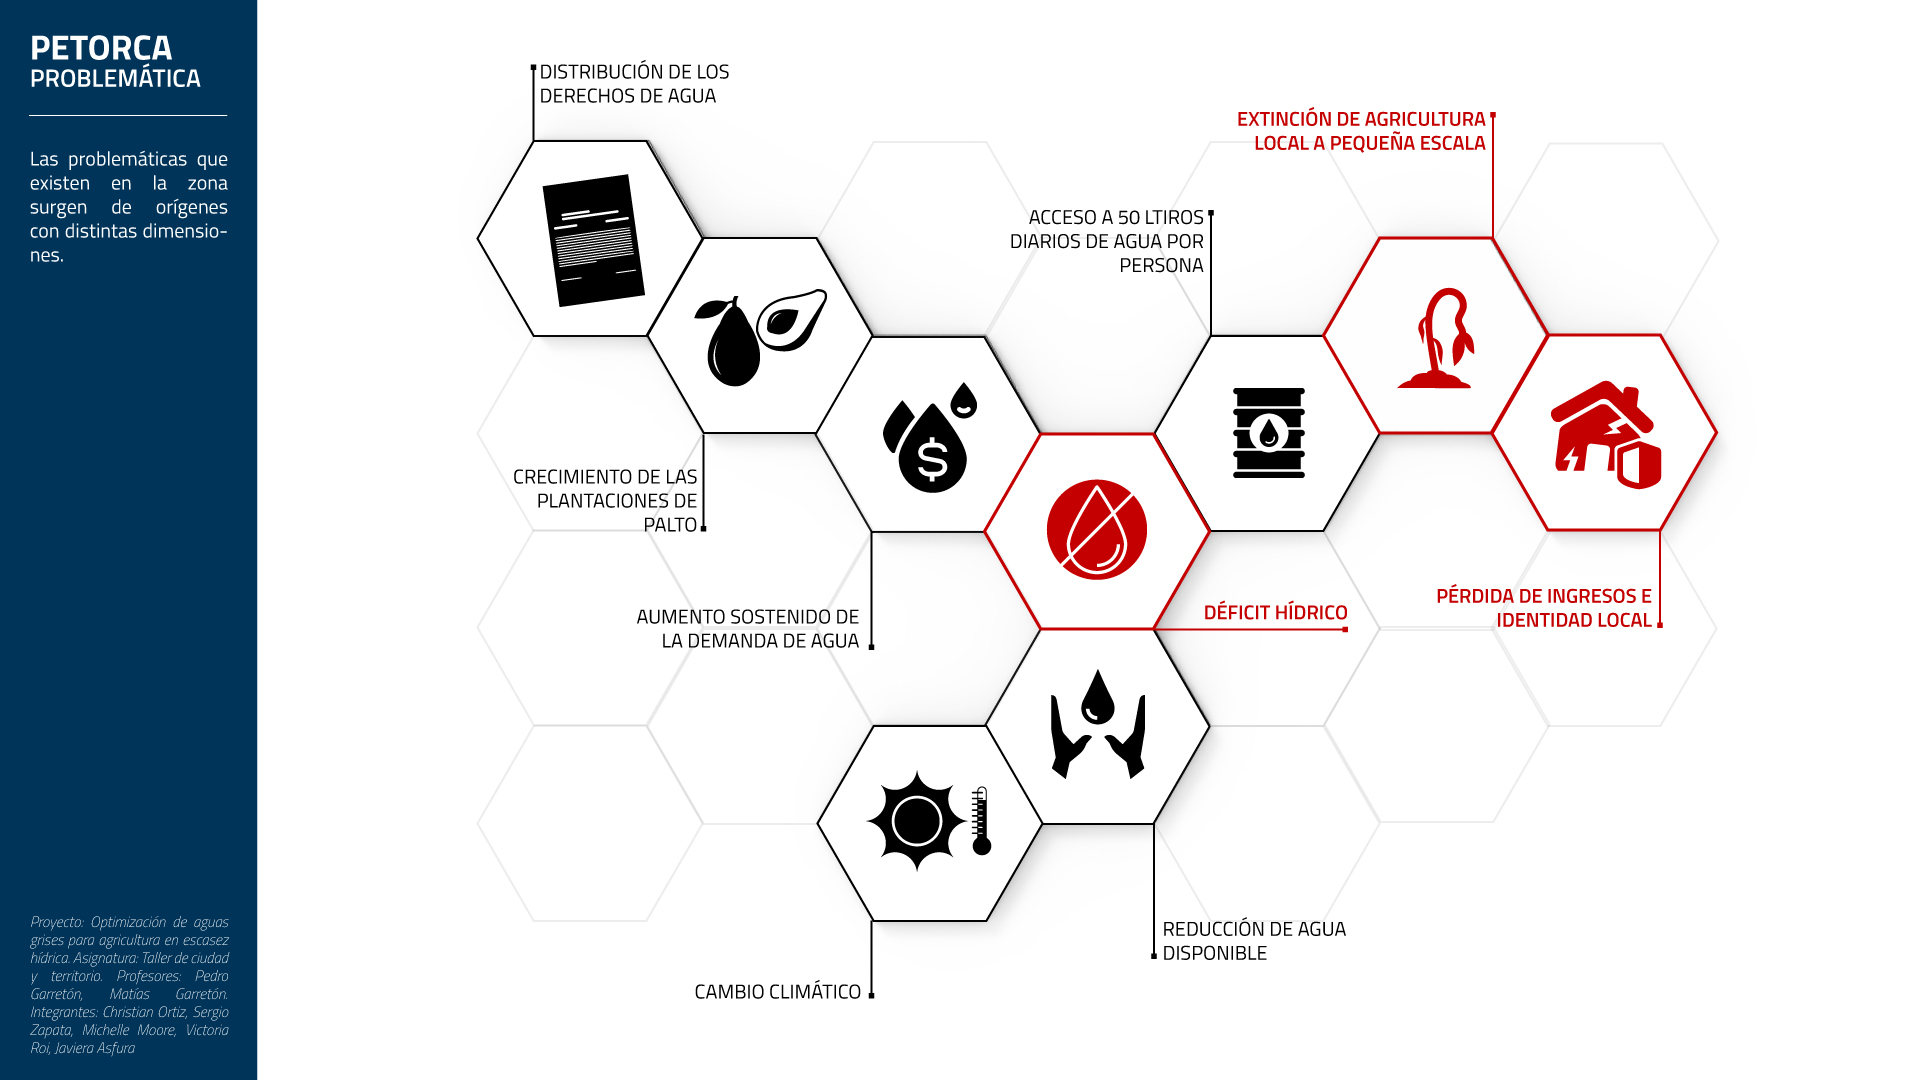 PETORCA
PROBLEMÁTICA
Las problemáticas que
existen en la zona
surgen de orígenes
con distintas dimensio-
nes.
DISTRIBUCIÓN DE LOS
DERECHOS DE AGUA
EXTINCIÓN DE AGRICULTURA
LOCAL A PEQUEÑA ESCALA
ACCESO A 50 LTIROS
DIARIOS DE AGUA POR
PERSONA
CRECIMIENTO DE LAS
PLANTACIONES DE
PALTO
$
AUMENTO SOSTENIDO DE
LA DEMANDA DE AGUA
DÉFICIT HÍDRICO
PÉRDIDA DE INGRESOS E
IDENTIDAD LOCAL
REDUCCIÓN DE AGUA
DISPONIBLE
CAMBIO CLIMÁTICO
Proyecto: Optimización de aguas
grises para agricultura en escasez
hídrica. Asignatura: Taller de ciudad
y territorio. Profesores: Pedro
Garretón, Matías Garretón.
Integrantes: Christian Ortiz, Sergio
Zapata, Michelle Moore, Victoria
Roi, Javiera Asfura